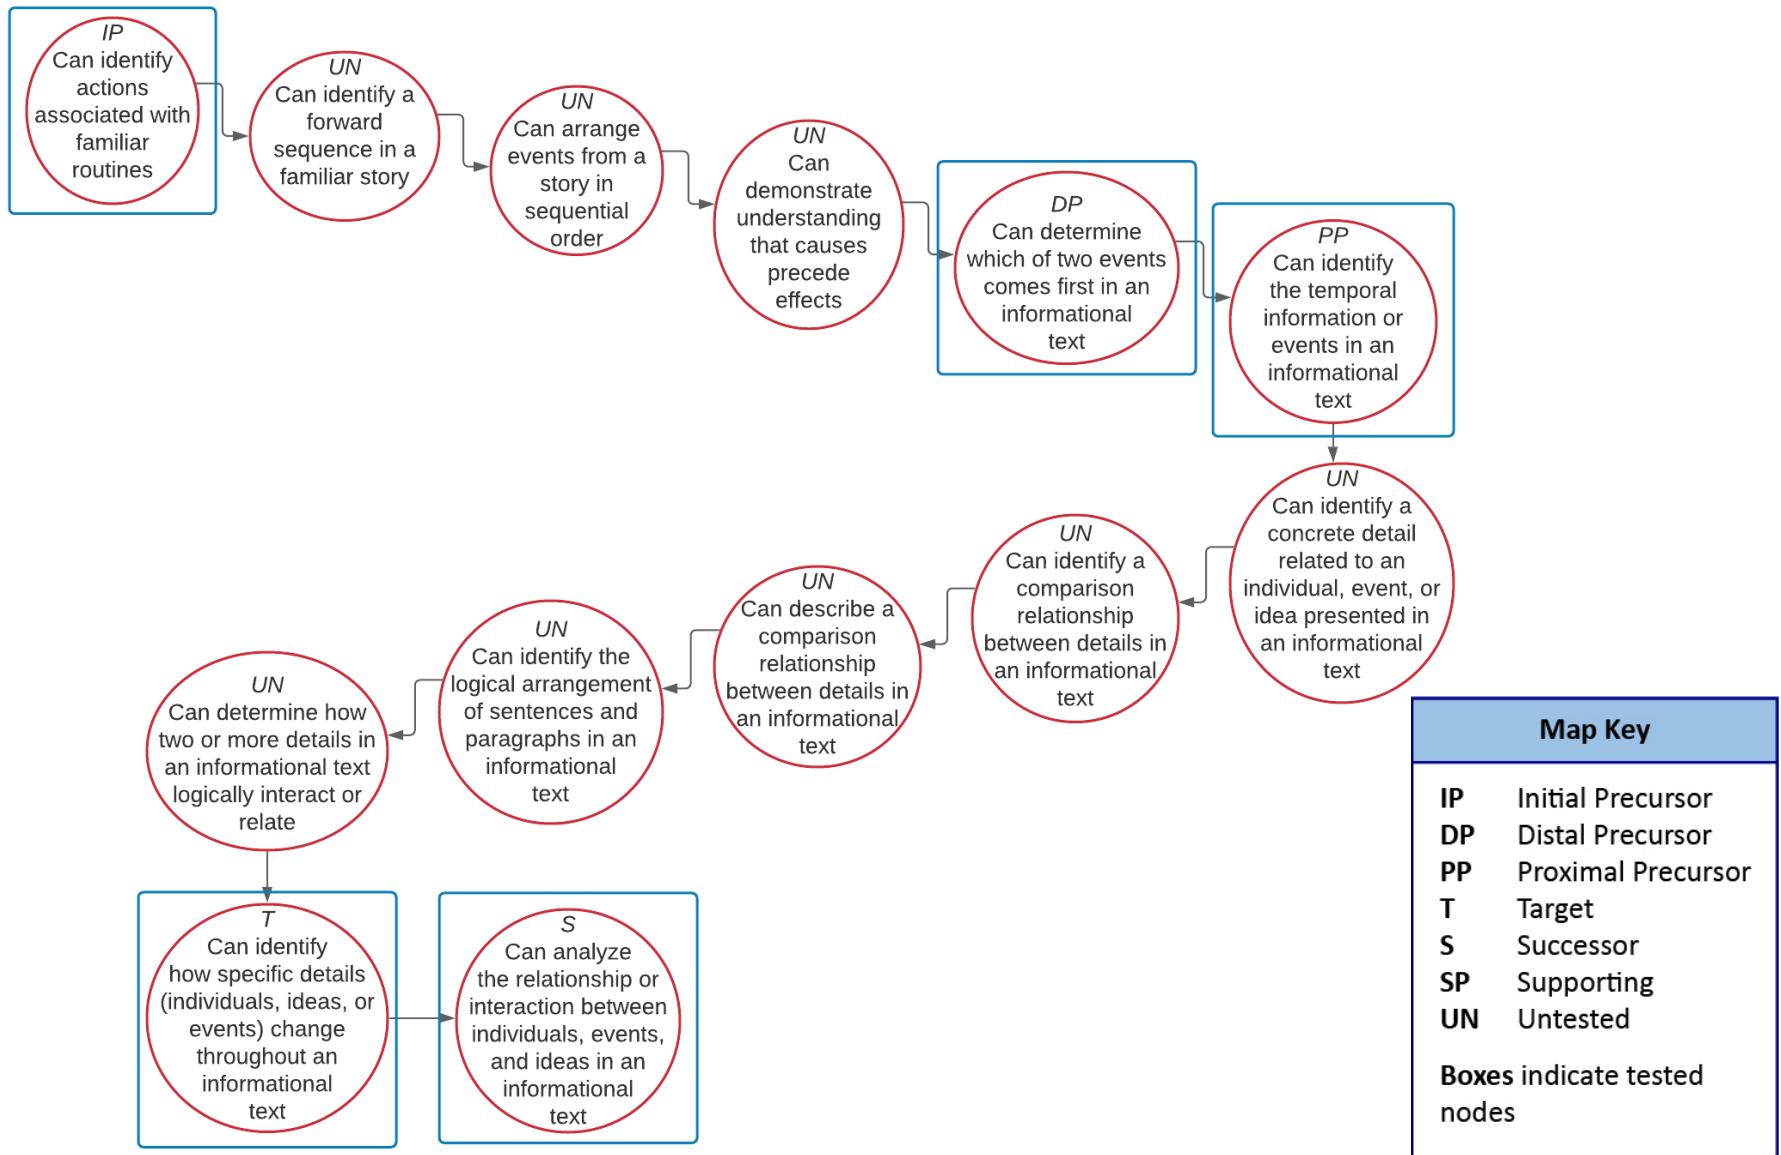 IP
Can identify
actions
associated with
familiar
routines
UN
Can identify a
forward
sequence in a
familiar story
UN
Can arrange
events from a
story in
sequential
order
UN
Can
demonstrate
understanding
that causes
precede
effects
DP
Can determine
which of two events
comes first in an
informational
text
PP
Can identify
the temporal
information or
events in an
informational
text
UN
Can identify a
concrete detail
related to an
individual, event, or
idea presented in
an informational
text
UN
Can identify a
comparison
relationship
between details in
an informational
text
UN
Can describe a
comparison
relationship
between details in
an informational
text
UN
Can identify the
logical arrangement
of sentences and
paragraphs in an
informational
text
UN
Can determine how
two or more details in
an informational text
logically interact or
relate
T
Can identify
how specific details
(individuals, ideas, or
events) change
throughout an
informational
text
S
Can analyze
the relationship or
interaction between
individuals, events,
and ideas in an
informational
text
Map Key
IP Initial Precursor
DP Distal Precursor
PP Proximal Precursor
T Target
S Successor
SP Supporting
UN Untested
Boxes indicate tested
nodes